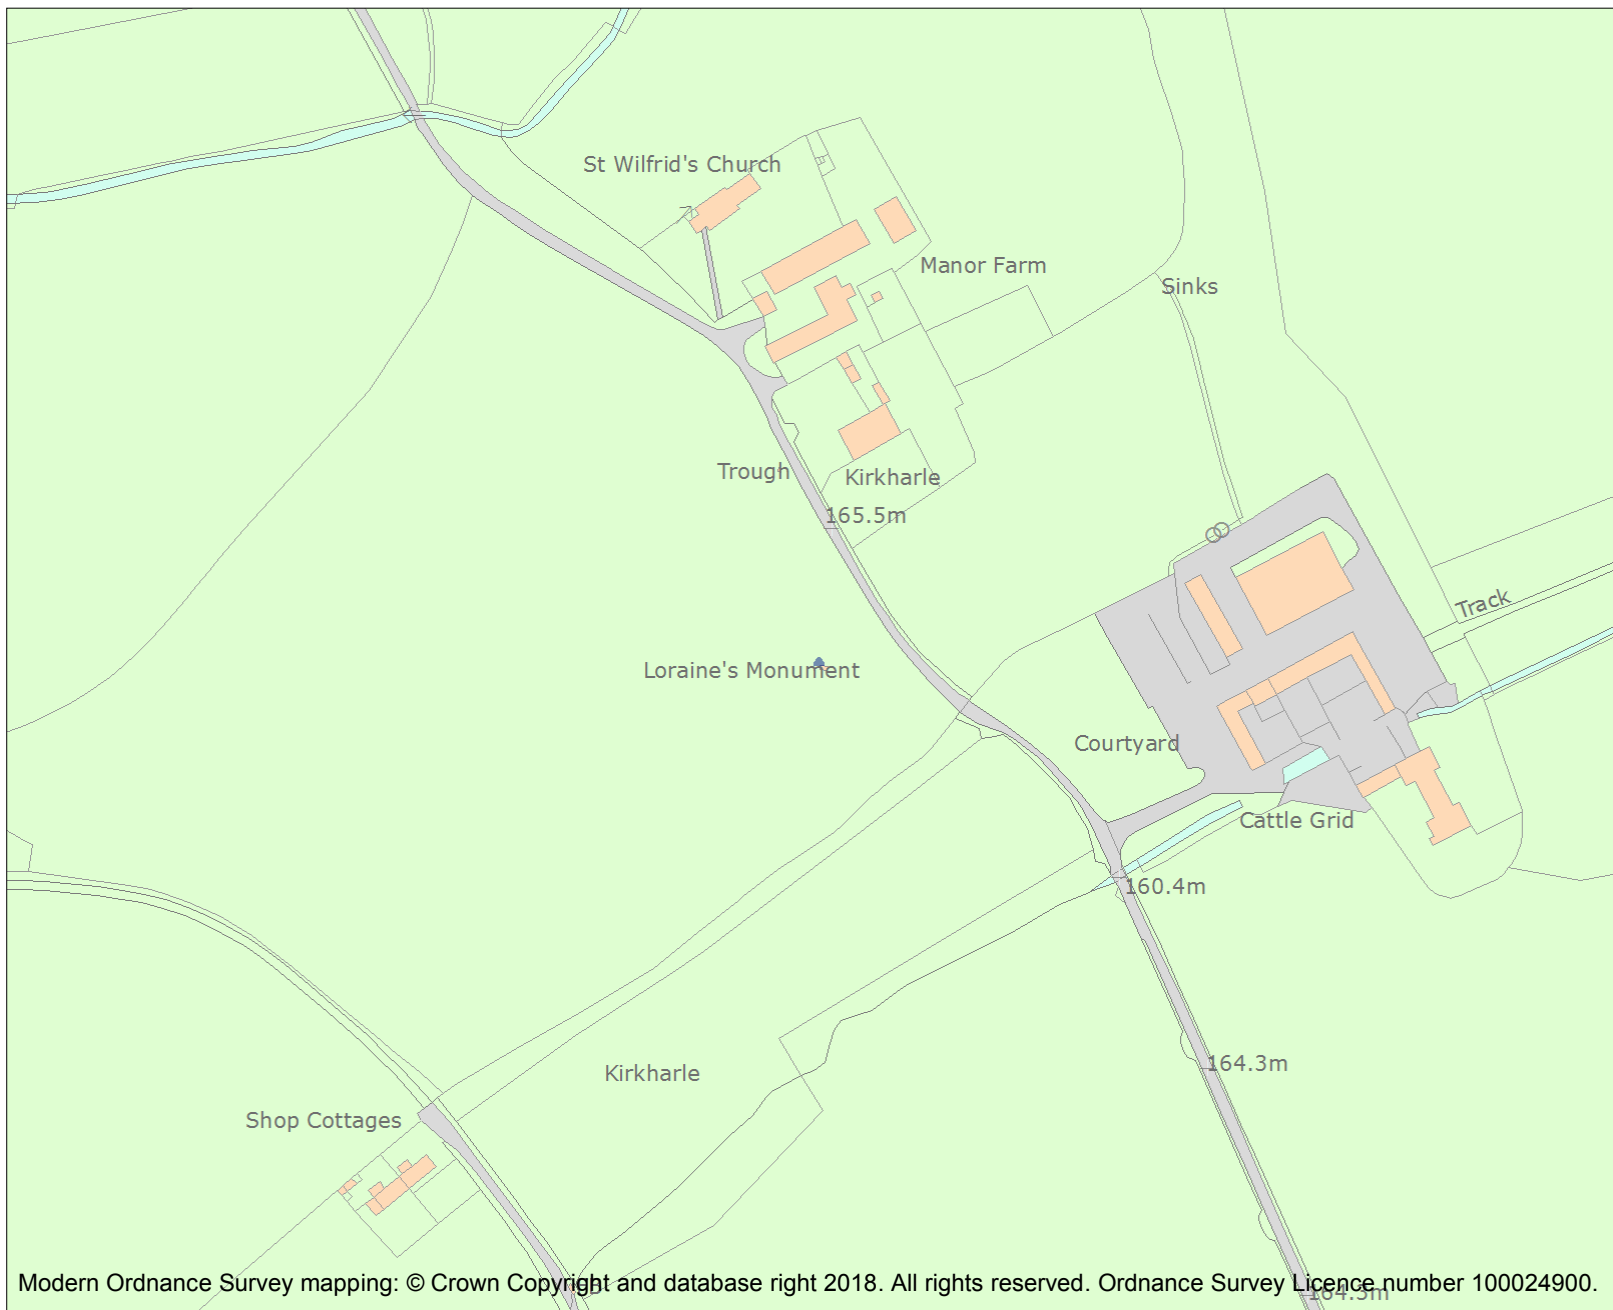 St Wilfrid's Church
Manor Farm
Sinks
Trough
Kirkharle
165.5m
Track
Loraine's Monument
Courtyard
Cattle Grid
160.4m
164.3m
Kirkharle
Shop Cottages
Modern Ordnance Survey mapping: © Crown Copyright and database right 2018. All rights reserved. Ordnance Survey Licence number 100024900.
164.3m